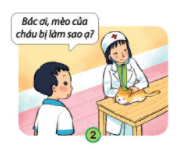 Bác ơi, mèo của
cháu bị làm sao ạ?
2